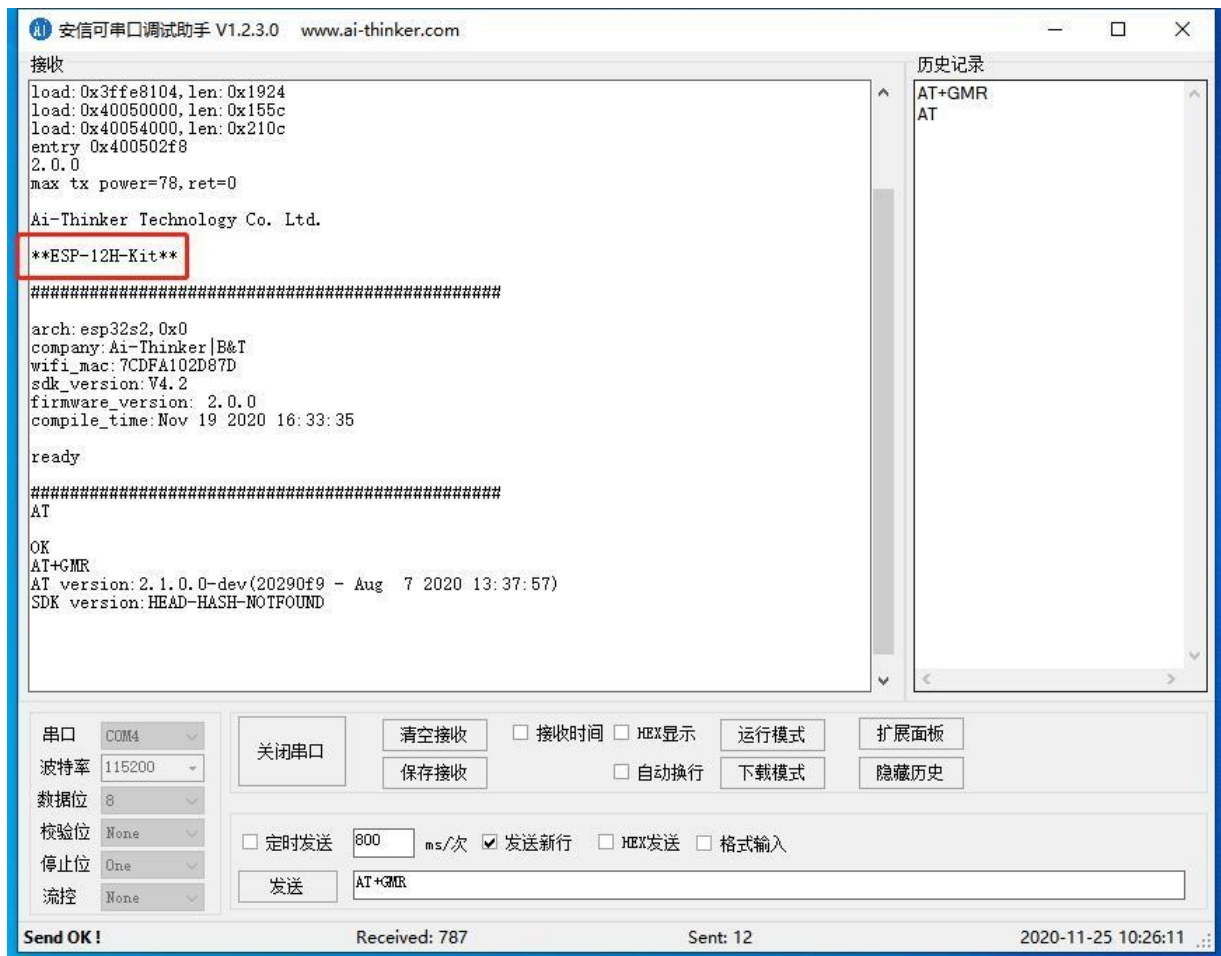 安信可串口调试助手 V1.2.3.0 www.ai-thinker.com
接收
load:0x3ffe8104,len:0x1924
load:0x40050000,len:0x155c
load:0x40054000,len:0x210c
entry 0x400502f8
2.0.0
max tx power=78,ret=0
Ai-Thinker Technology Co. Ltd.
**ESP-12H-Kit**
################################################
arch:esp32s2,0x0
company:Ai-Thinker|B&T
wifi_mac:7CDFA102D87D
sdk_version:V4.2
firmware_version: 2.0.0
compile_time:Nov 19 2020 16:33:35
ready
################################################
AT
OK
AT+GMR
AT version:2.1.0.0-dev(20290f9 - Aug  7 2020 13:37:57)
SDK version:HEAD-HASH-NOTFOUND
历史记录
AT+GMR
AT
串口 COM4
波特率 115200
数据位 8
校验位 None
停止位 One
流控 None
关闭串口
清空接收 接收时间 HEX显示 运行模式 扩展面板
保存接收 自动换行 下载模式 隐藏历史
定时发送 800 ms/次 发送新行 HEX发送 格式输入
发送 AT+GMR
Send OK! Received: 787 Sent: 12 2020-11-25 10:26:11